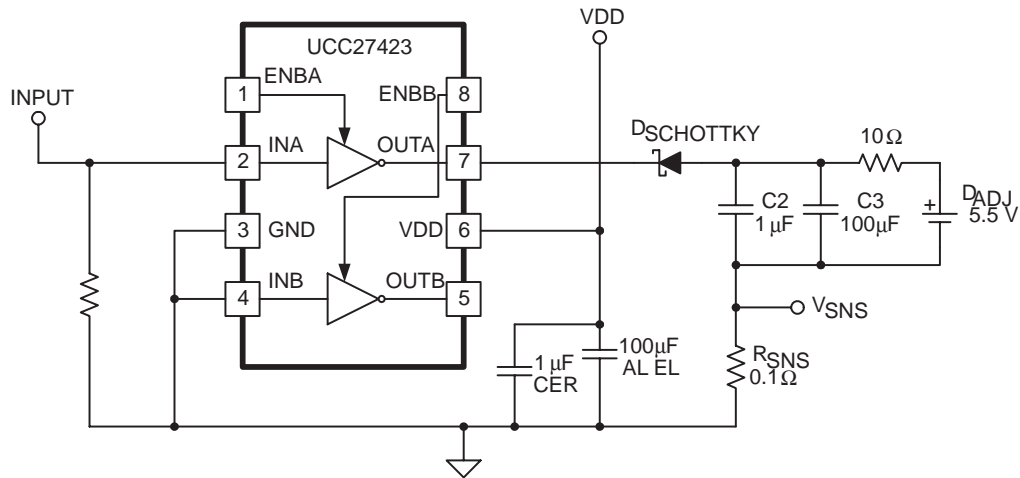 VDD
UCC27423
INPUT
1
ENBA
ENBB
8
2
INA
OUTA
7
DSCHOTTKY
10Ω
3
GND
VDD
6
C2
1 μF
C3
100μF
+
DADJ
5.5 V
4
INB
OUTB
5
VSNS
1 μF
CER
100μF
AL EL
RSNS
0.1Ω